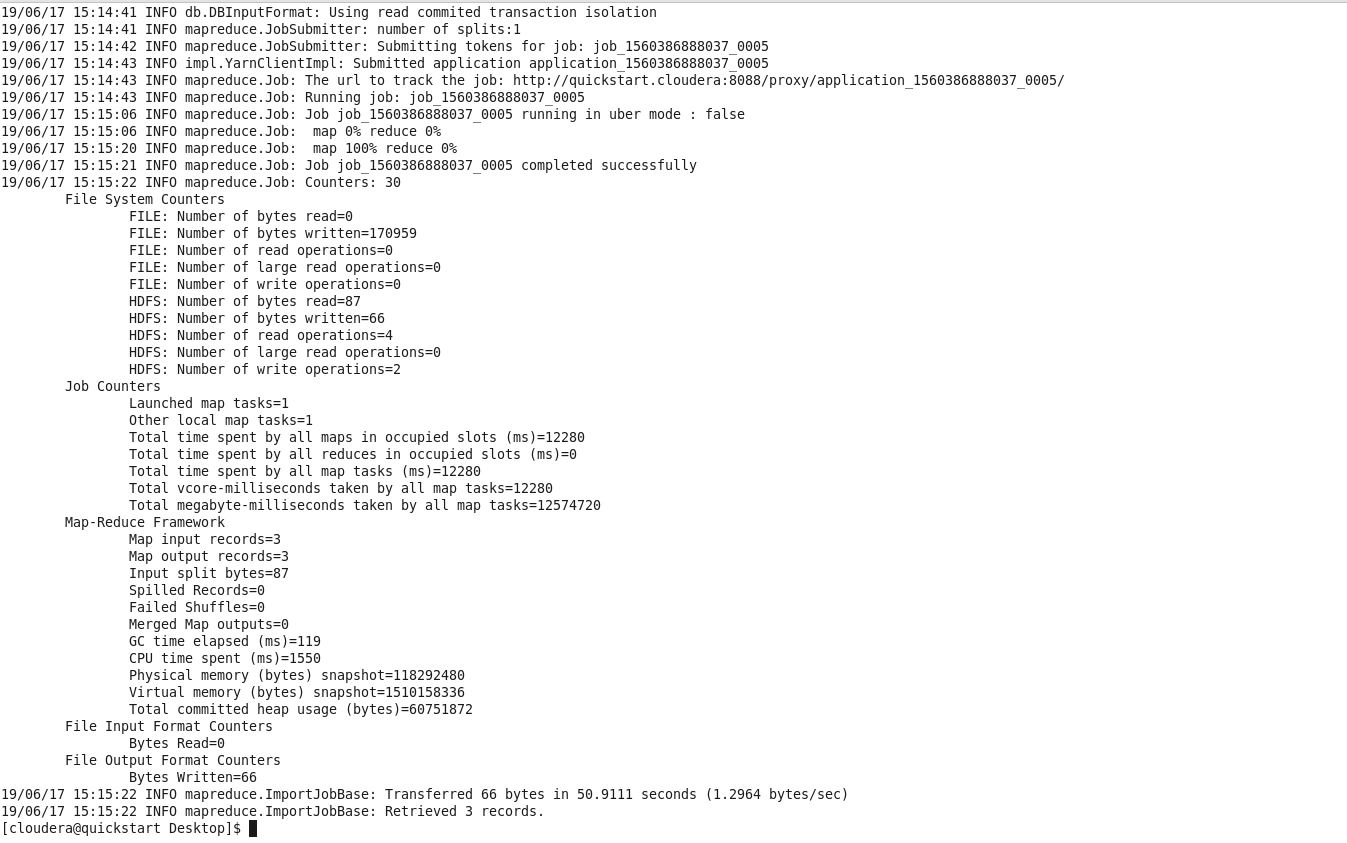 19/06/17 15:14:41 INFO db.DBInputFormat: Using read commited transaction isolation
19/06/17 15:14:41 INFO mapreduce.JobSubmitter: number of splits:1
19/06/17 15:14:42 INFO mapreduce.JobSubmitter: Submitting tokens for job: job_1560386888037_0005
19/06/17 15:14:43 INFO impl.YarnClientImpl: Submitted application application_1560386888037_0005
19/06/17 15:14:43 INFO mapreduce.Job: The url to track the job: http://quickstart.cloudera:8088/proxy/application_1560386888037_0005/
19/06/17 15:14:43 INFO mapreduce.Job: Running job: job_1560386888037_0005
19/06/17 15:15:06 INFO mapreduce.Job: Job job_1560386888037_0005 running in uber mode : false
19/06/17 15:15:06 INFO mapreduce.Job:  map 0% reduce 0%
19/06/17 15:15:20 INFO mapreduce.Job:  map 100% reduce 0%
19/06/17 15:15:21 INFO mapreduce.Job: Job job_1560386888037_0005 completed successfully
19/06/17 15:15:22 INFO mapreduce.Job: Counters: 30
File System Counters
FILE: Number of bytes read=0
FILE: Number of bytes written=170959
FILE: Number of read operations=0
FILE: Number of large read operations=0
FILE: Number of write operations=0
HDFS: Number of bytes read=87
HDFS: Number of bytes written=66
HDFS: Number of read operations=4
HDFS: Number of large read operations=0
HDFS: Number of write operations=2
Job Counters
Launched map tasks=1
Other local map tasks=1
Total time spent by all maps in occupied slots (ms)=12280
Total time spent by all reduces in occupied slots (ms)=0
Total time spent by all map tasks (ms)=12280
Total vcore-milliseconds taken by all map tasks=12280
Total megabyte-milliseconds taken by all map tasks=12574720
Map-Reduce Framework
Map input records=3
Map output records=3
Input split bytes=87
Spilled Records=0
Failed Shuffles=0
Merged Map outputs=0
GC time elapsed (ms)=119
CPU time spent (ms)=1550
Physical memory (bytes) snapshot=118292480
Virtual memory (bytes) snapshot=1510158336
Total committed heap usage (bytes)=60751872
File Input Format Counters
Bytes Read=0
File Output Format Counters
Bytes Written=66
19/06/17 15:15:22 INFO mapreduce.ImportJobBase: Transferred 66 bytes in 50.9111 seconds (1.2964 bytes/sec)
19/06/17 15:15:22 INFO mapreduce.ImportJobBase: Retrieved 3 records.
[cloudera@quickstart Desktop]$